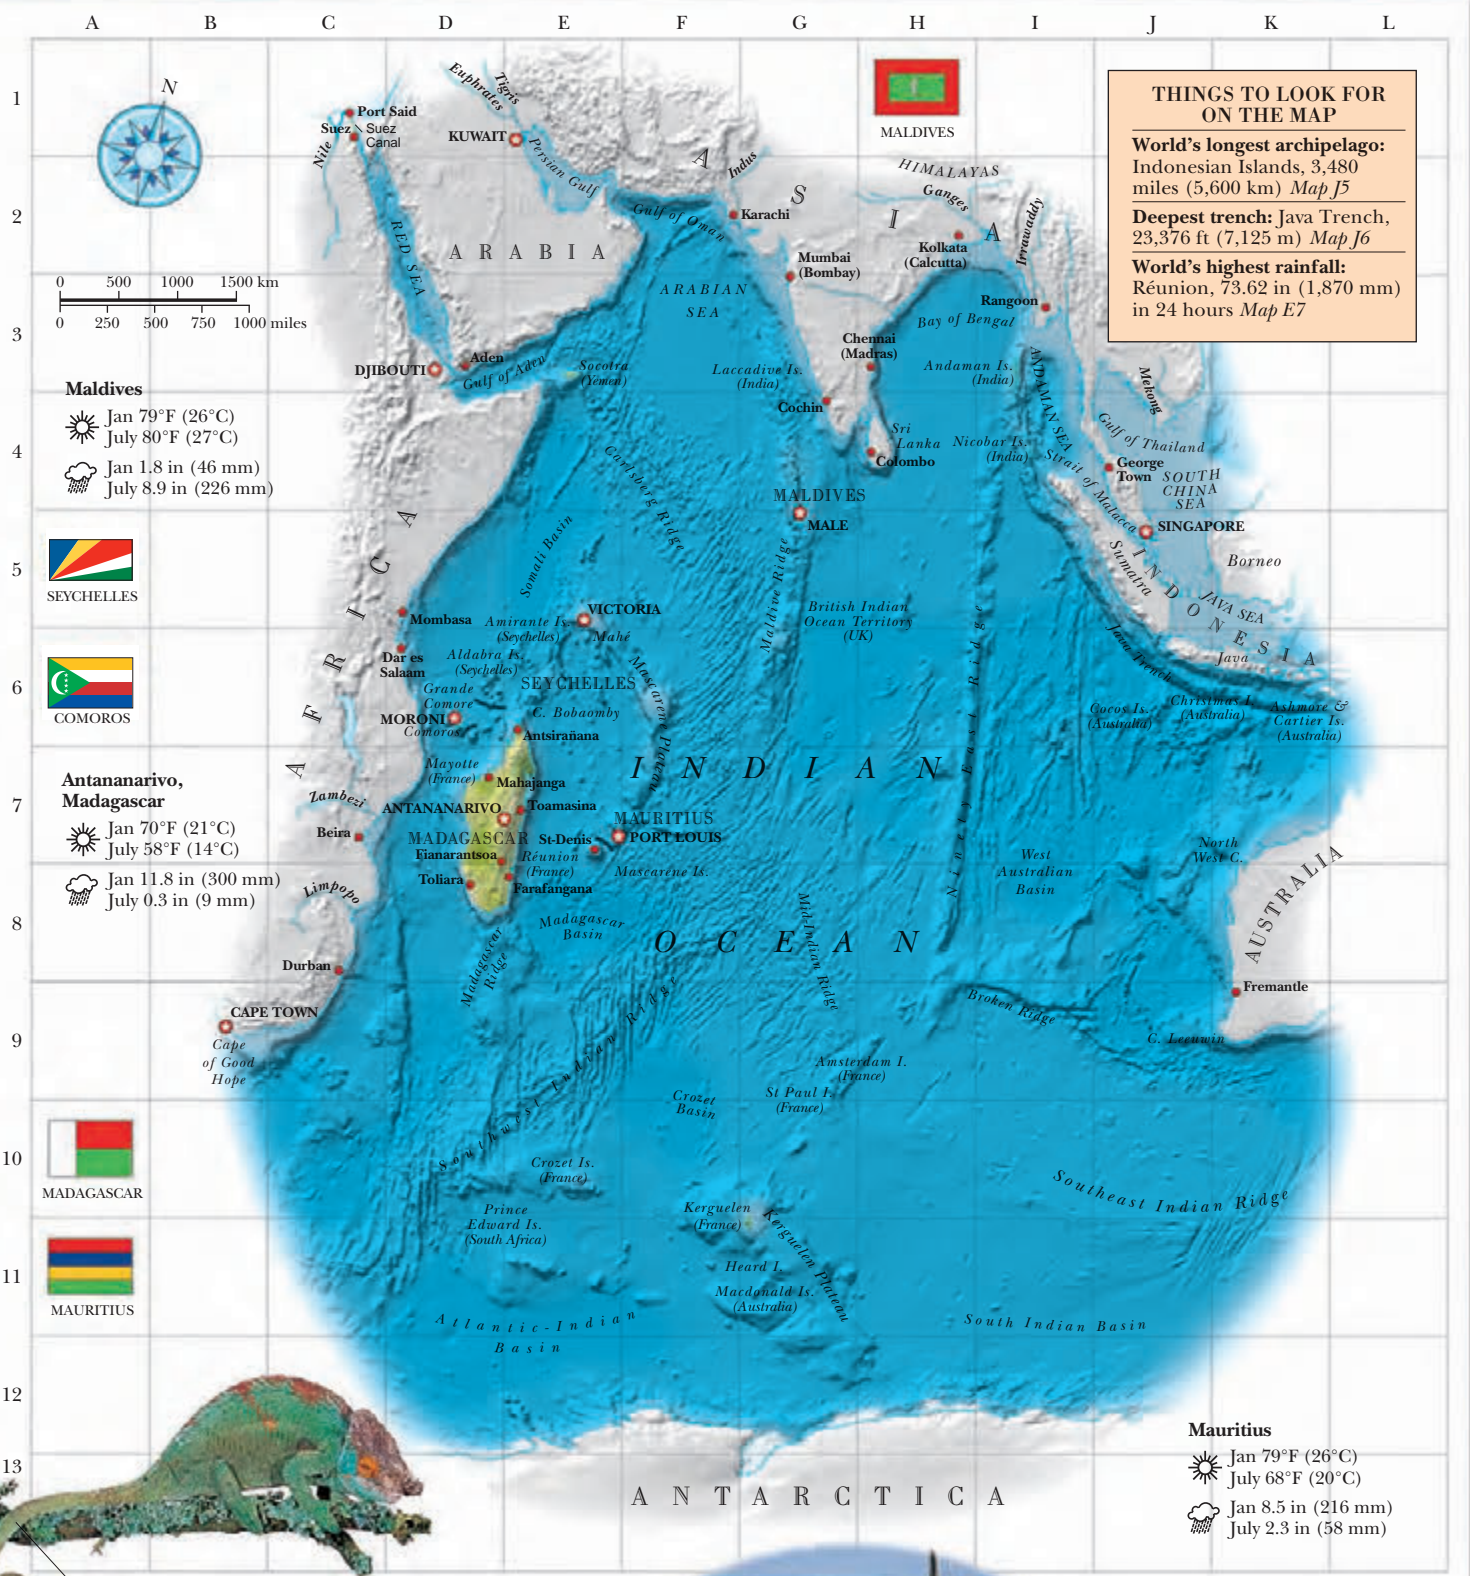 A B C D E F G H I J K L
1
2
3
4
5
6
7
8
9
10
11
12
13
N
0 500 1000 1500 km
0 250 500 750 1000 miles
Maldives
Jan 79°F (26°C)
July 80°F (27°C)
Jan 1.8 in (46 mm)
July 8.9 in (226 mm)
SEYCHELLES
COMOROS
Antananarivo,
Madagascar
Jan 70°F (21°C)
July 58°F (14°C)
Jan 11.8 in (300 mm)
July 0.3 in (9 mm)
MADAGASCAR
MAURITIUS
MALDIVES
THINGS TO LOOK FOR
ON THE MAP
World's longest archipelago:
Indonesian Islands, 3,480
miles (5,600 km) Map J5
Deepest trench: Java Trench,
23,376 ft (7,125 m) Map J6
World's highest rainfall:
Réunion, 73.62 in (1,870 mm)
in 24 hours Map E7
Euphrates
Tigris
Port Said
Suez
Suez
Canal
Nile
KUWAIT
Persian Gulf
ASIA
Indus
HIMALAYAS
Ganges
Irrawaddy
Gulf of Oman
Karachi
RED SEA
ARABIA
Kolkata
(Calcutta)
Mumbai
(Bombay)
ARABIAN
SEA
Rangoon
Bay of Bengal
Chennai
(Madras)
Aden
DJIBOUTI
Gulf of Aden
Socotra
(Yemen)
Laccadive Is.
(India)
Andaman Is.
(India)
ANDAMAN SEA
Mekong
Cochin
Gulf of Thailand
Sri
Lanka
Nicobar Is.
(India)
Colombo
Strait of Malacca
George
Town
SOUTH
CHINA
SEA
Carlsberg Ridge
MALDIVES
MALE
SINGAPORE
AFRICA
Somali Basin
Maldive Ridge
Sumatra
INDONESIA
Borneo
JAVA SEA
Mombasa
VICTORIA
Amirante Is.
(Seychelles)
Mahé
British Indian
Ocean Territory
(UK)
Dar es
Salaam
Aldabra Is.
(Seychelles)
SEYCHELLES
Mascarene Plateau
Java Trench
Java
Grande
Comore
MORONI
Comoros
C. Bobaomby
Antsirañana
Ninety East Ridge
Cocos Is.
(Australia)
Christmas I.
(Australia)
Ashmore &
Cartier Is.
(Australia)
Mayotte
(France)
Mahajanga
INDIAN
Zambezi
ANTANANARIVO
Toamasina
MAURITIUS
PORT LOUIS
Beira
MADAGASCAR
St-Denis
Fianarantsoa
Réunion
(France)
Mascarene Is.
Toliara
Farafangana
North
West C.
West
Australian
Basin
AUSTRALIA
Limpopo
Madagascar
Basin
OCEAN
Mid-Indian Ridge
Madagascar
Ridge
Durban
Fremantle
CAPE TOWN
Cape
of Good
Hope
Broken Ridge
C. Leeuwin
Southwest Indian Ridge
Amsterdam I.
(France)
St Paul I.
(France)
Crozet
Basin
Crozet Is.
(France)
Southeast Indian Ridge
Prince
Edward Is.
(South Africa)
Kerguelen
(France)
Kerguelen Plateau
Heard I.
Macdonald Is.
(Australia)
Atlantic-Indian
Basin
South Indian Basin
ANTARCTICA
Mauritius
Jan 79°F (26°C)
July 68°F (20°C)
Jan 8.5 in (216 mm)
July 2.3 in (58 mm)